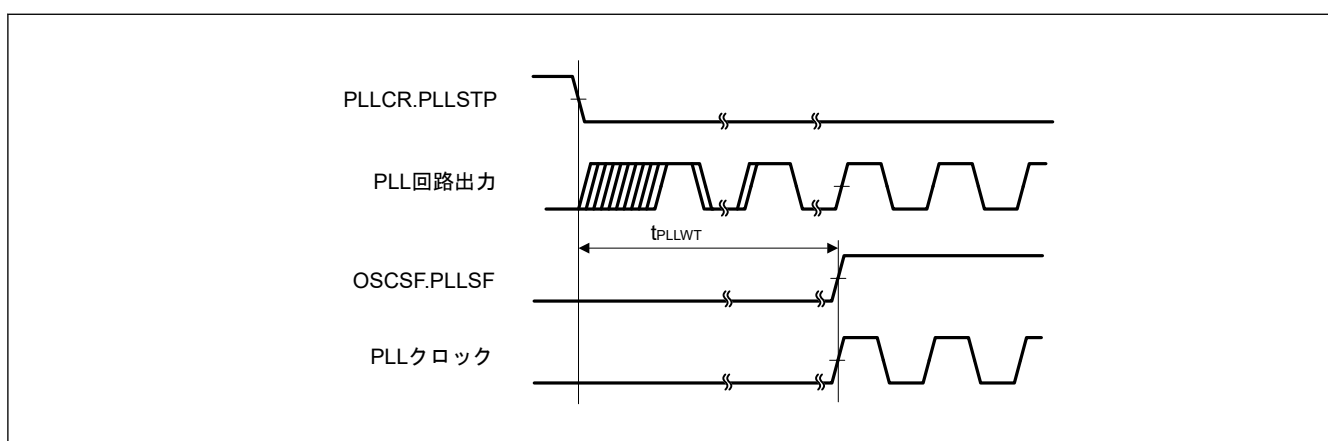 PLLCR.PLLSTP
PLL回路出力
tPLLWT
OSCSF.PLLSF
PLLクロック